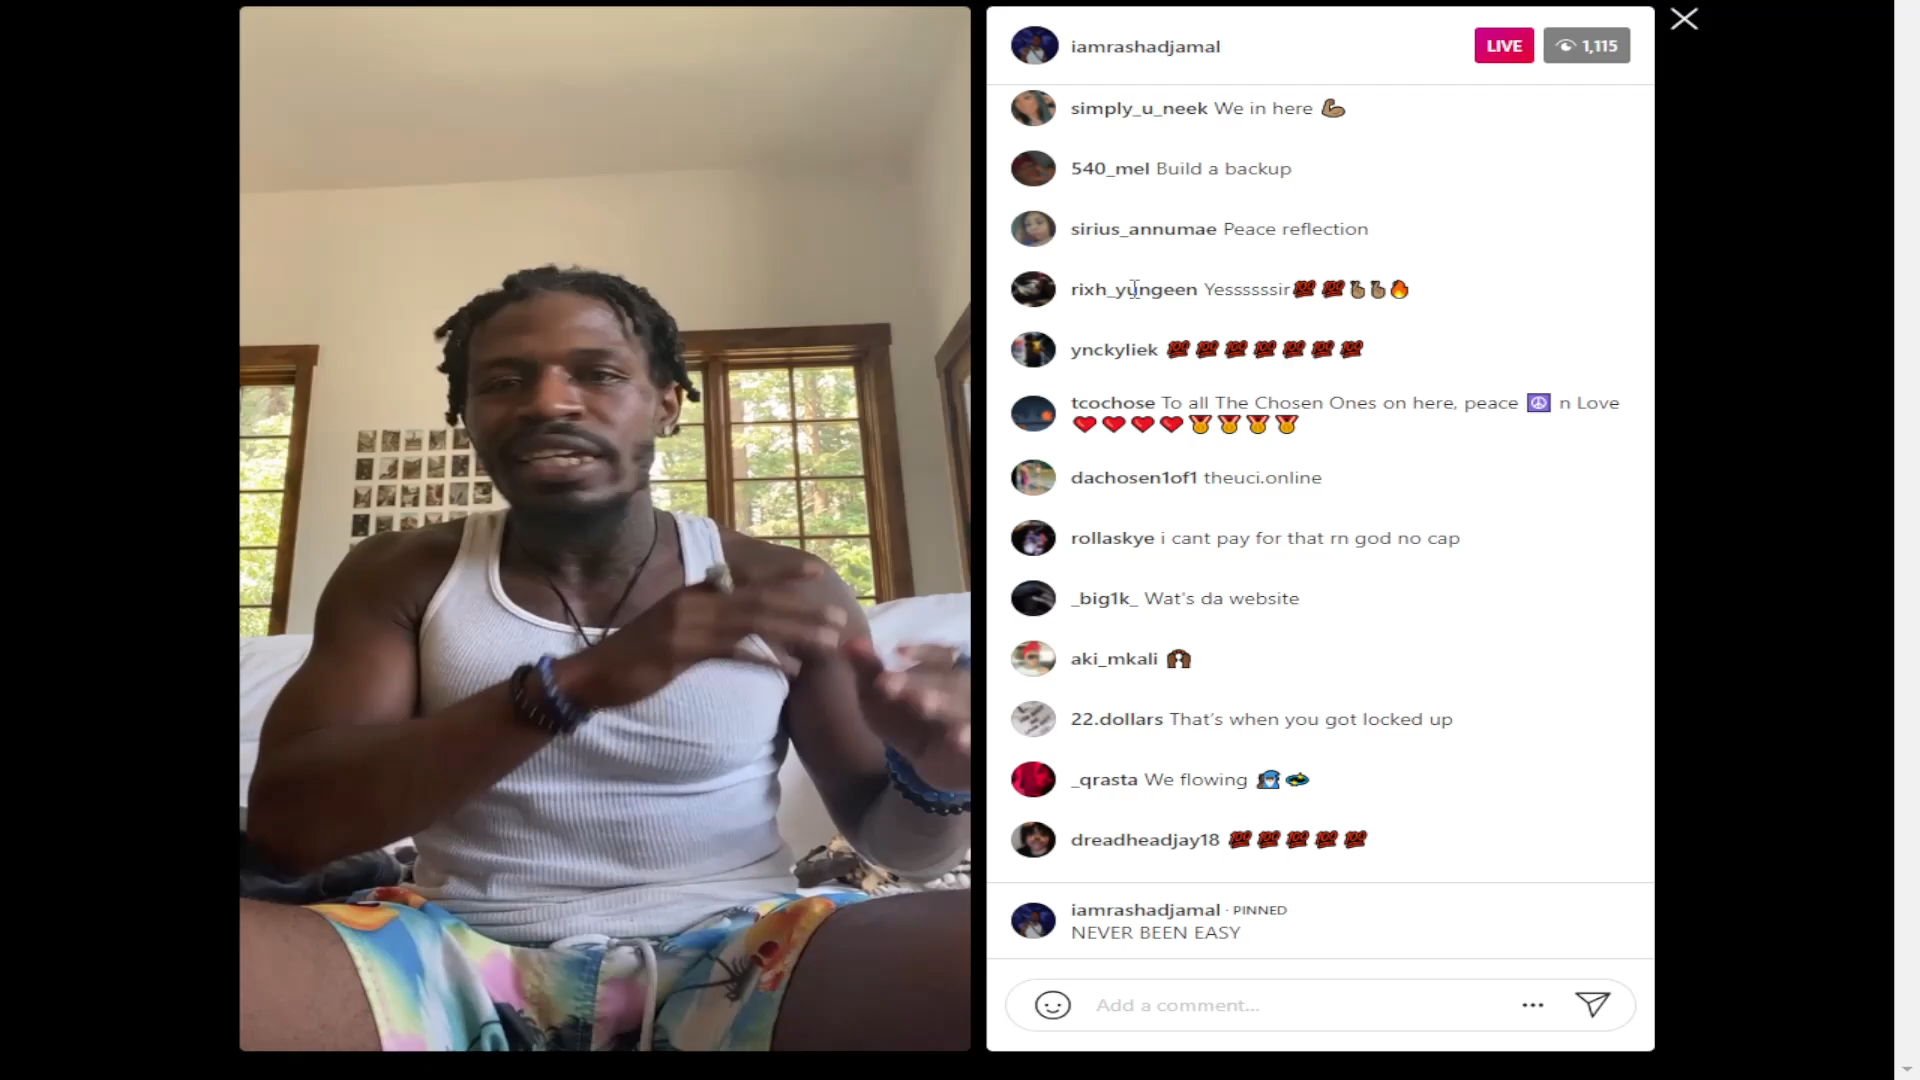 iamrashadjamal
LIVE
1,115
simply_u_neek We in here 💪🏽
540_mel Build a backup
sirius_annumae Peace reflection
rixh_yungeen Yessssssir💯💯🫰🏽🫰🏽🔥
ynckyliek 💯💯💯💯💯💯💯
tcochose To all The Chosen Ones on here, peace ☮️ n Love
❤️❤️❤️❤️🏅🏅🏅🏅
dachosen1of1 theuci.online
rollaskye i cant pay for that rn god no cap
_big1k_ Wat's da website
aki_mkali
22.dollars That's when you got locked up
_qrasta We flowing
dreadheadjay18 💯💯💯💯💯
iamrashadjamal · PINNED
NEVER BEEN EASY
Add a comment...